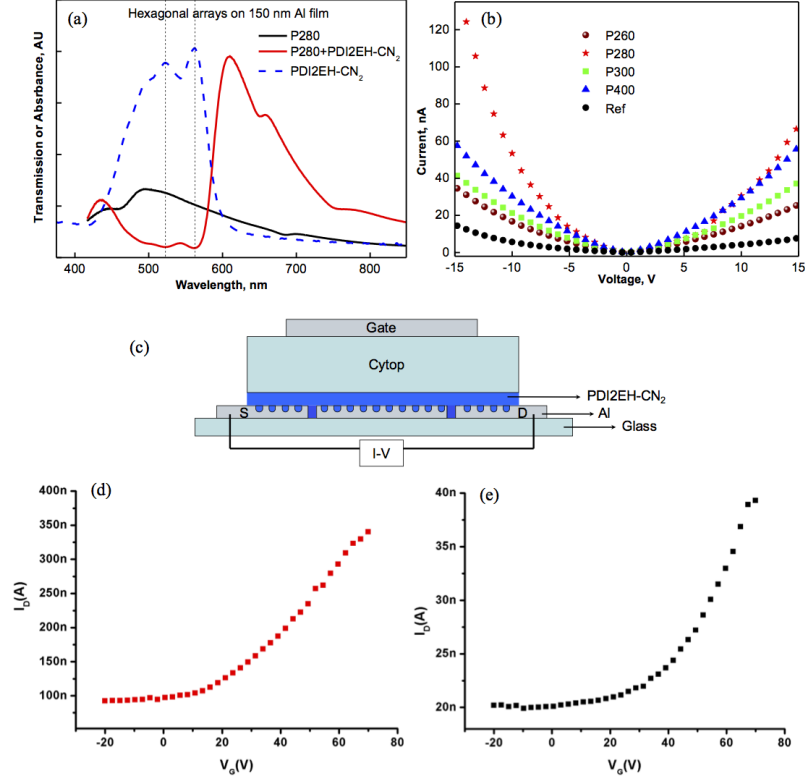 (a)
Hexagonal arrays on 150 nm Al film
P280
P280+PDI2EH-CN₂
PDI2EH-CN₂
Transmission or Absrbance, AU
400 500 600 700 800
Wavelength, nm
(b)
P260
P280
P300
P400
Ref
Current, nA
120
100
80
60
40
20
0
-15 -10 -5 0 5 10 15
Voltage, V
(c)
Gate
Cytop
PDI2EH-CN₂
S D
Al
Glass
I-V
(d)
I_D(A)
400n
350n
300n
250n
200n
150n
100n
-20 0 20 40 60 80
V_G(V)
(e)
I_D(A)
40n
35n
30n
25n
20n
-20 0 20 40 60 80
V_G(V)